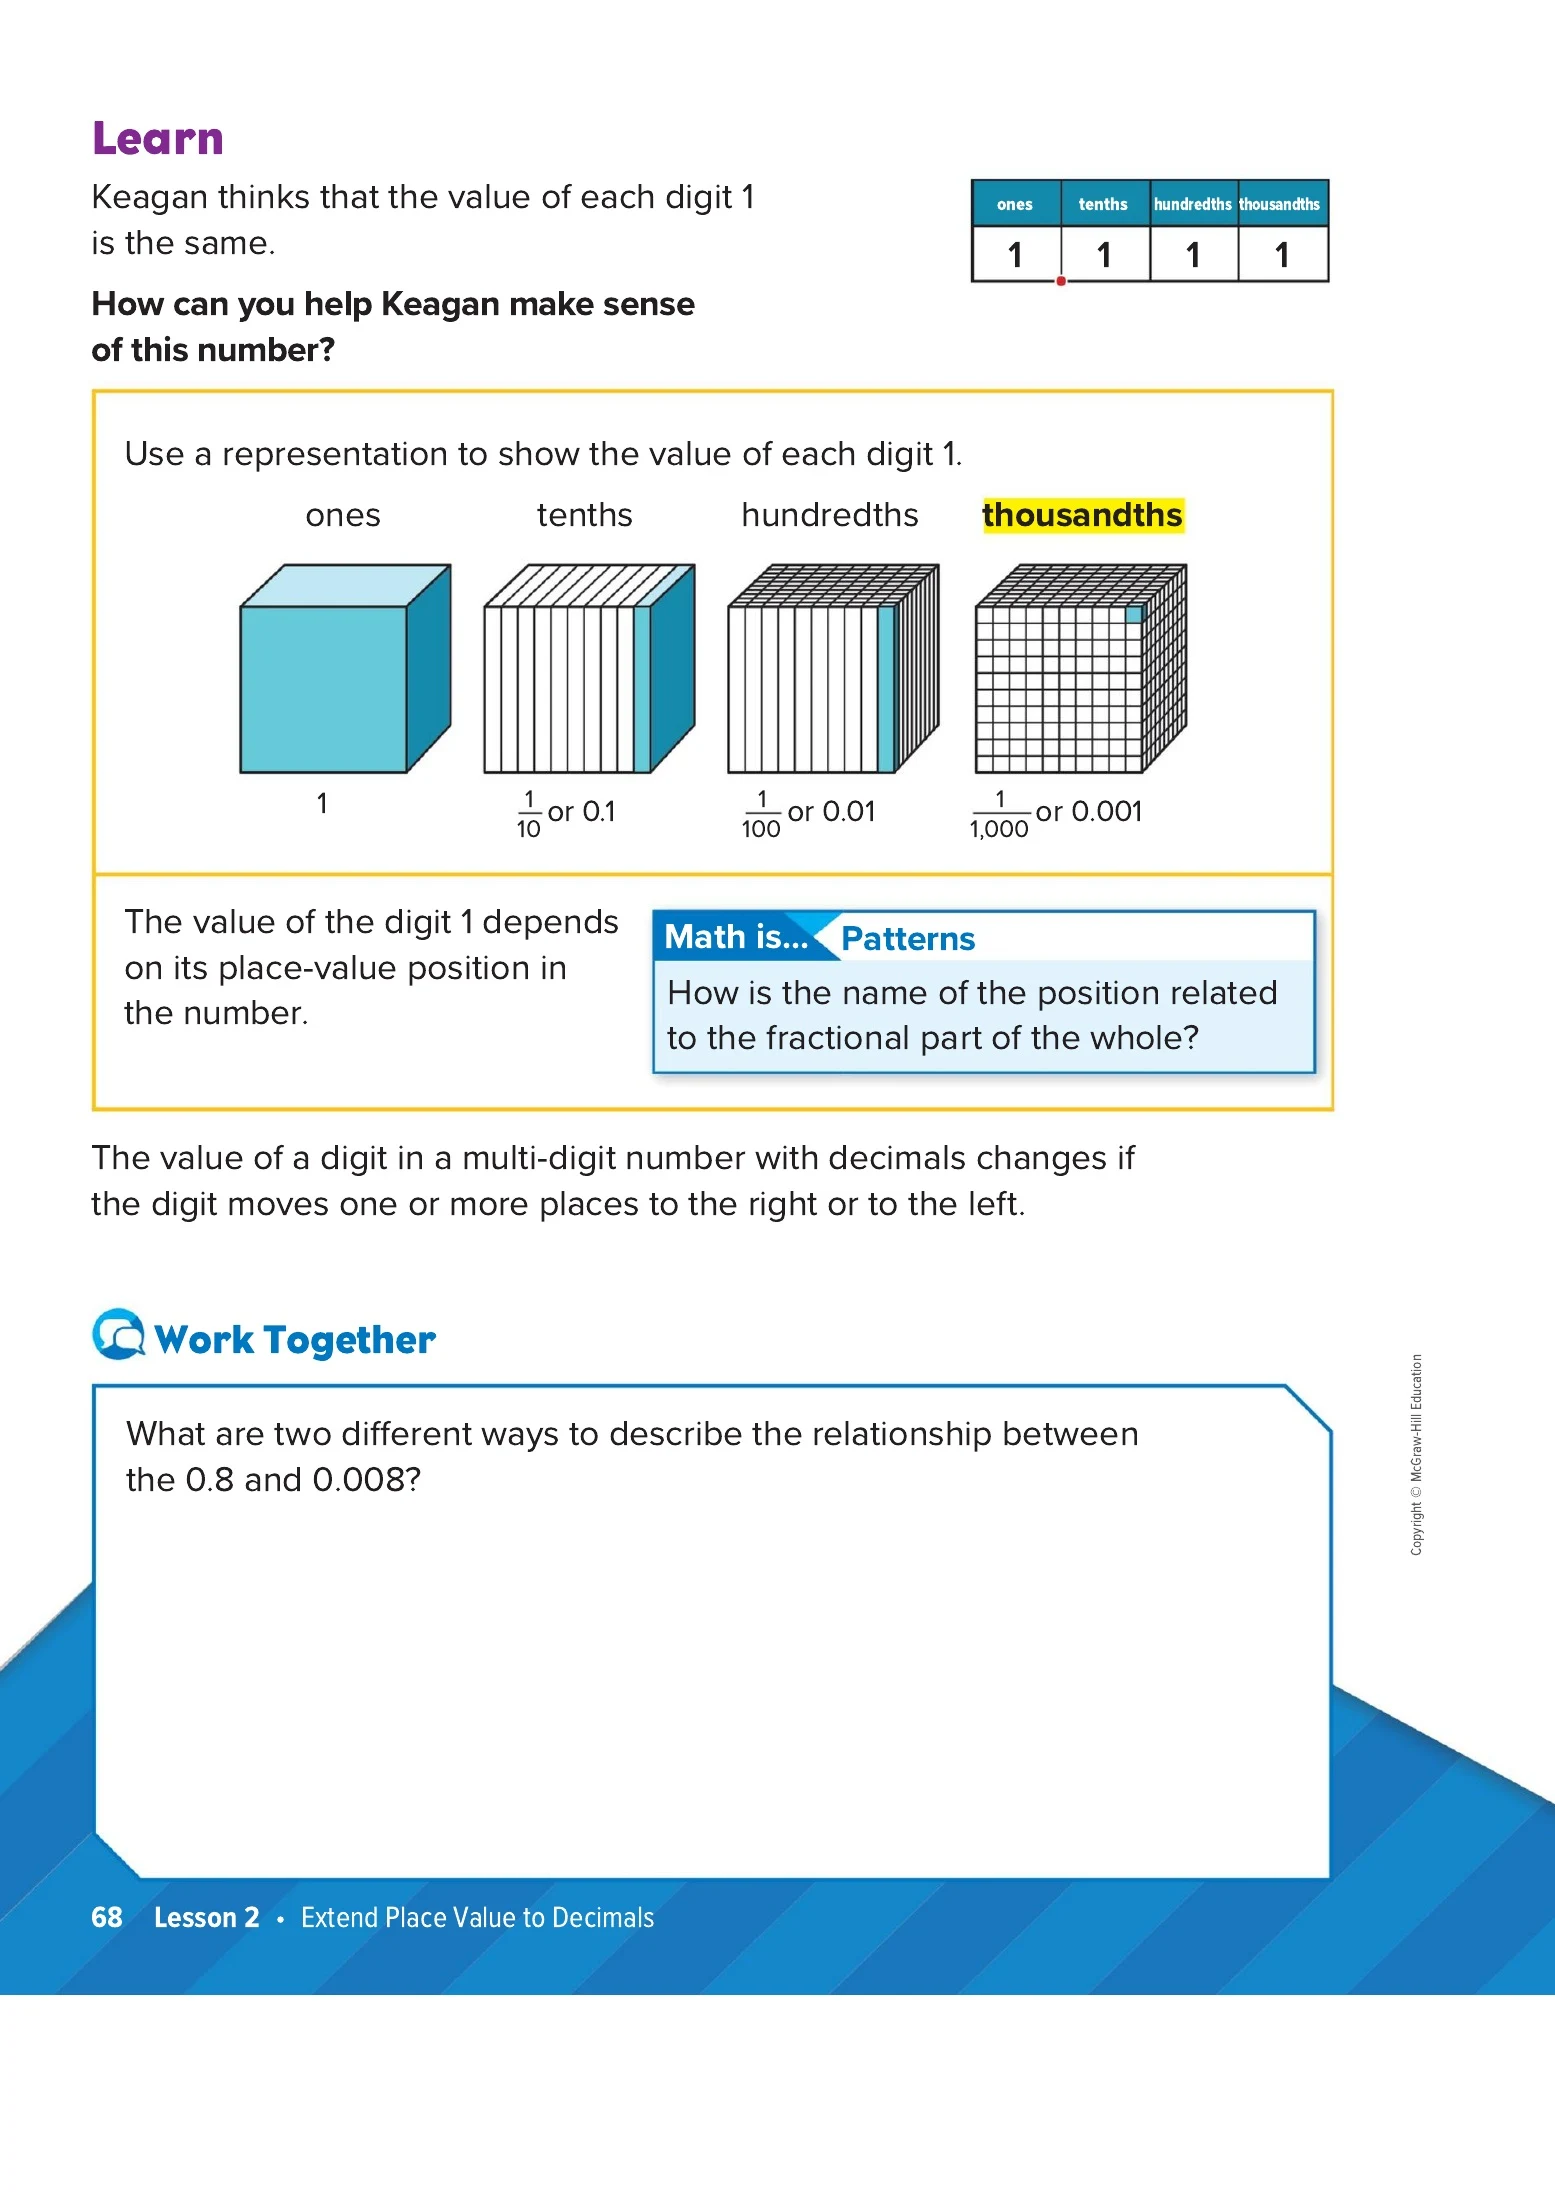 Learn
Keagan thinks that the value of each digit 1
is the same.
How can you help Keagan make sense
of this number?
ones tenths hundredths thousandths
1 1 1 1
Use a representation to show the value of each digit 1.
ones tenths hundredths thousandths
1 1/10 or 0.1 1/100 or 0.01 1/1,000 or 0.001
The value of the digit 1 depends
on its place-value position in
the number.
Math is... Patterns
How is the name of the position related
to the fractional part of the whole?
The value of a digit in a multi-digit number with decimals changes if
the digit moves one or more places to the right or to the left.
Work Together
What are two different ways to describe the relationship between
the 0.8 and 0.008?
Copyright © McGraw-Hill Education
68 Lesson 2 • Extend Place Value to Decimals